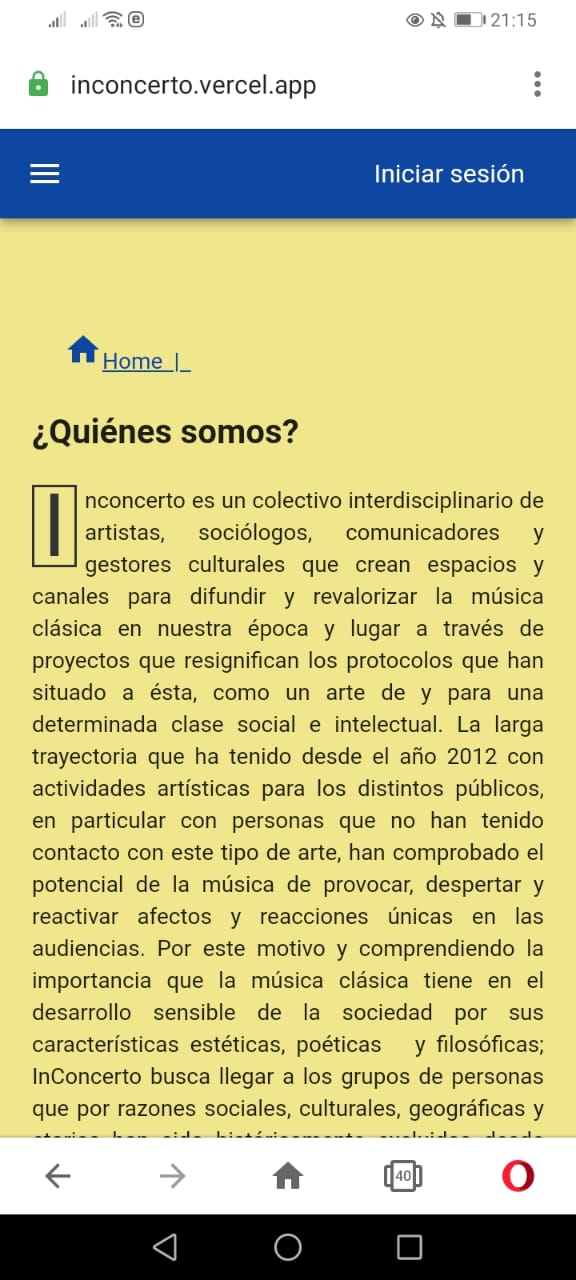 21:15
inconcerto.vercel.app
Iniciar sesión
Home |
¿Quiénes somos?
Inconcerto es un colectivo interdisciplinario de
artistas, sociólogos, comunicadores y
gestores culturales que crean espacios y
canales para difundir y revalorizar la música
clásica en nuestra época y lugar a través de
proyectos que resignifican los protocolos que han
situado a ésta, como un arte de y para una
determinada clase social e intelectual. La larga
trayectoria que ha tenido desde el año 2012 con
actividades artísticas para los distintos públicos,
en particular con personas que no han tenido
contacto con este tipo de arte, han comprobado el
potencial de la música de provocar, despertar y
reactivar afectos y reacciones únicas en las
audiencias. Por este motivo y comprendiendo la
importancia que la música clásica tiene en el
desarrollo sensible de la sociedad por sus
características estéticas, poéticas y filosóficas;
InConcerto busca llegar a los grupos de personas
que por razones sociales, culturales, geográficas y
40